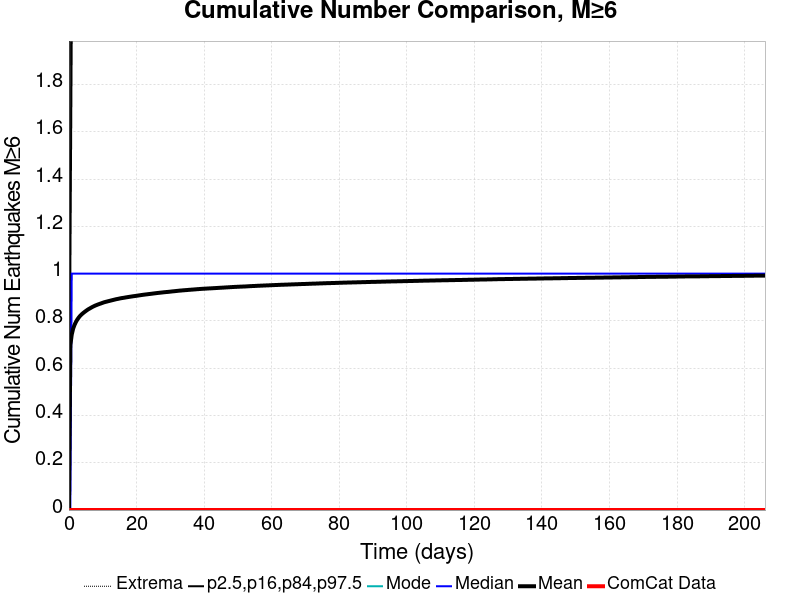 Cumulative Number Comparison, M≥6
Cumulative Num Earthquakes M≥6
1.8
1.6
1.4
1.2
1
0.8
0.6
0.4
0.2
0
0 20 40 60 80 100 120 140 160 180 200
Time (days)
Extrema p2.5,p16,p84,p97.5 Mode Median Mean ComCat Data